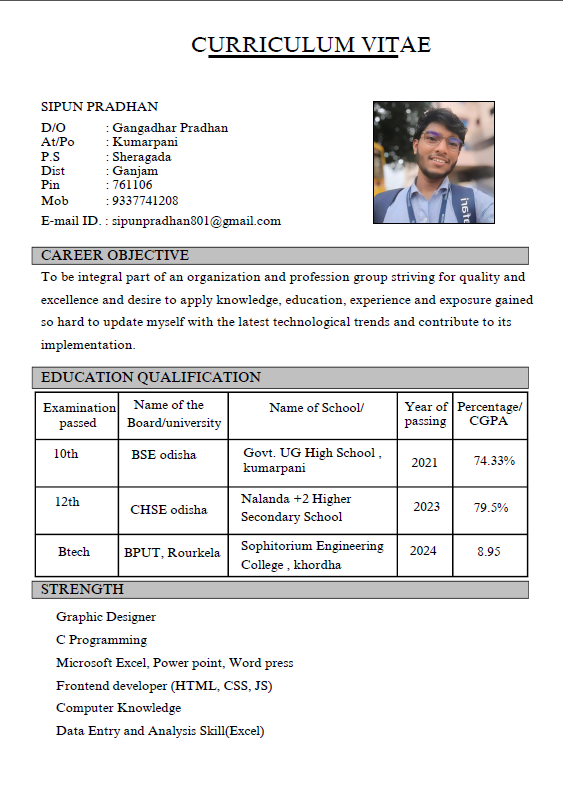 CURRICULUM VITAE
SIPUN PRADHAN
D/O : Gangadhar Pradhan
At/Po : Kumarpani
P.S : Sheragada
Dist : Ganjam
Pin : 761106
Mob : 9337741208
E-mail ID. : sipunpradhan801@gmail.com
CAREER OBJECTIVE
To be integral part of an organization and profession group striving for quality and
excellence and desire to apply knowledge, education, experience and exposure gained
so hard to update myself with the latest technological trends and contribute to its
implementation.
EDUCATION QUALIFICATION
Examination passed Name of the Board/university Name of School/ Year of passing Percentage/ CGPA
10th BSE odisha Govt. UG High School , kumarpani 2021 74.33%
12th CHSE odisha Nalanda +2 Higher Secondary School 2023 79.5%
Btech BPUT, Rourkela Sophitorium Engineering College , khordha 2024 8.95
STRENGTH
Graphic Designer
C Programming
Microsoft Excel, Power point, Word press
Frontend developer (HTML, CSS, JS)
Computer Knowledge
Data Entry and Analysis Skill(Excel)